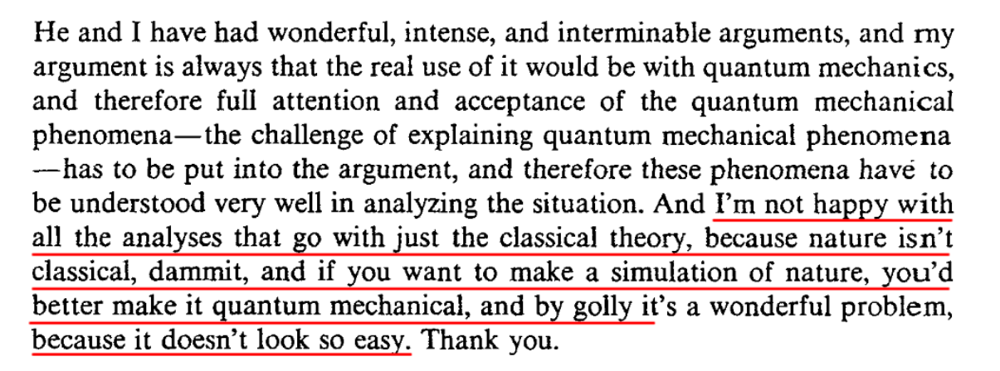 He and I have had wonderful, intense, and interminable arguments, and my
argument is always that the real use of it would be with quantum mechanics,
and therefore full attention and acceptance of the quantum mechanical
phenomena—the challenge of explaining quantum mechanical phenomena
—has to be put into the argument, and therefore these phenomena have to
be understood very well in analyzing the situation. And I'm not happy with
all the analyses that go with just the classical theory, because nature isn't
classical, dammit, and if you want to make a simulation of nature, you'd
better make it quantum mechanical, and by golly it's a wonderful problem,
because it doesn't look so easy. Thank you.